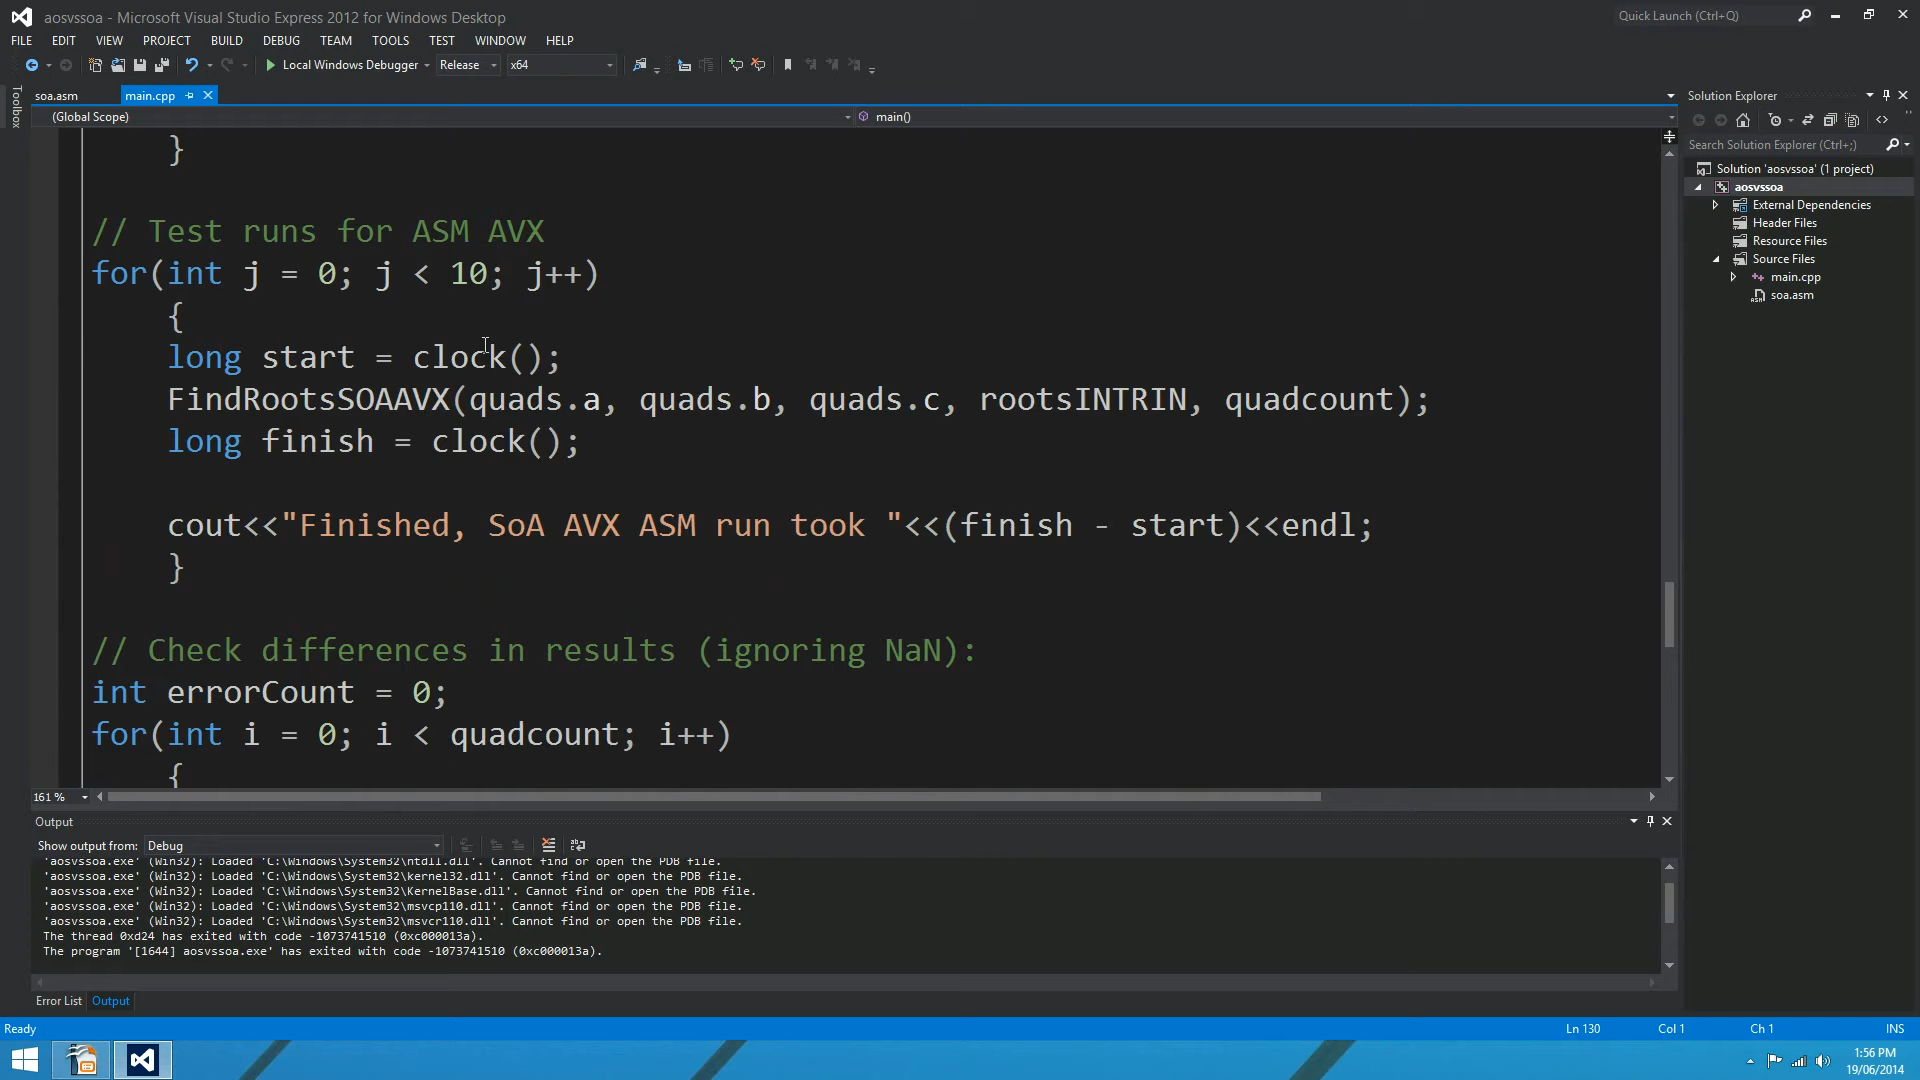 aosvssoa - Microsoft Visual Studio Express 2012 for Windows Desktop
Quick Launch (Ctrl+Q)
FILE EDIT VIEW PROJECT BUILD DEBUG TEAM TOOLS TEST WINDOW HELP
Local Windows Debugger Release x64
Toolbox
soa.asm main.cpp
(Global Scope) main()
}
// Test runs for ASM AVX
for(int j = 0; j < 10; j++)
{
long start = clock();
FindRootsSOAAVX(quads.a, quads.b, quads.c, rootsINTRIN, quadcount);
long finish = clock();
cout<<"Finished, SoA AVX ASM run took "<<(finish - start)<<endl;
}
// Check differences in results (ignoring NaN):
int errorCount = 0;
for(int i = 0; i < quadcount; i++)
{
161 %
Solution Explorer
Search Solution Explorer (Ctrl+;)
Solution 'aosvssoa' (1 project)
aosvssoa
External Dependencies
Header Files
Resource Files
Source Files
main.cpp
soa.asm
Output
Show output from: Debug
'aosvssoa.exe' (Win32): Loaded 'C:\Windows\System32\ntdll.dll'. Cannot find or open the PDB file.
'aosvssoa.exe' (Win32): Loaded 'C:\Windows\System32\kernel32.dll'. Cannot find or open the PDB file.
'aosvssoa.exe' (Win32): Loaded 'C:\Windows\System32\KernelBase.dll'. Cannot find or open the PDB file.
'aosvssoa.exe' (Win32): Loaded 'C:\Windows\System32\msvcp110.dll'. Cannot find or open the PDB file.
'aosvssoa.exe' (Win32): Loaded 'C:\Windows\System32\msvcr110.dll'. Cannot find or open the PDB file.
The thread 0xd24 has exited with code -1073741510 (0xc000013a).
The program '[1644] aosvssoa.exe' has exited with code -1073741510 (0xc000013a).
Error List Output
Ready Ln 130 Col 1 Ch 1 INS
1:56 PM
19/06/2014